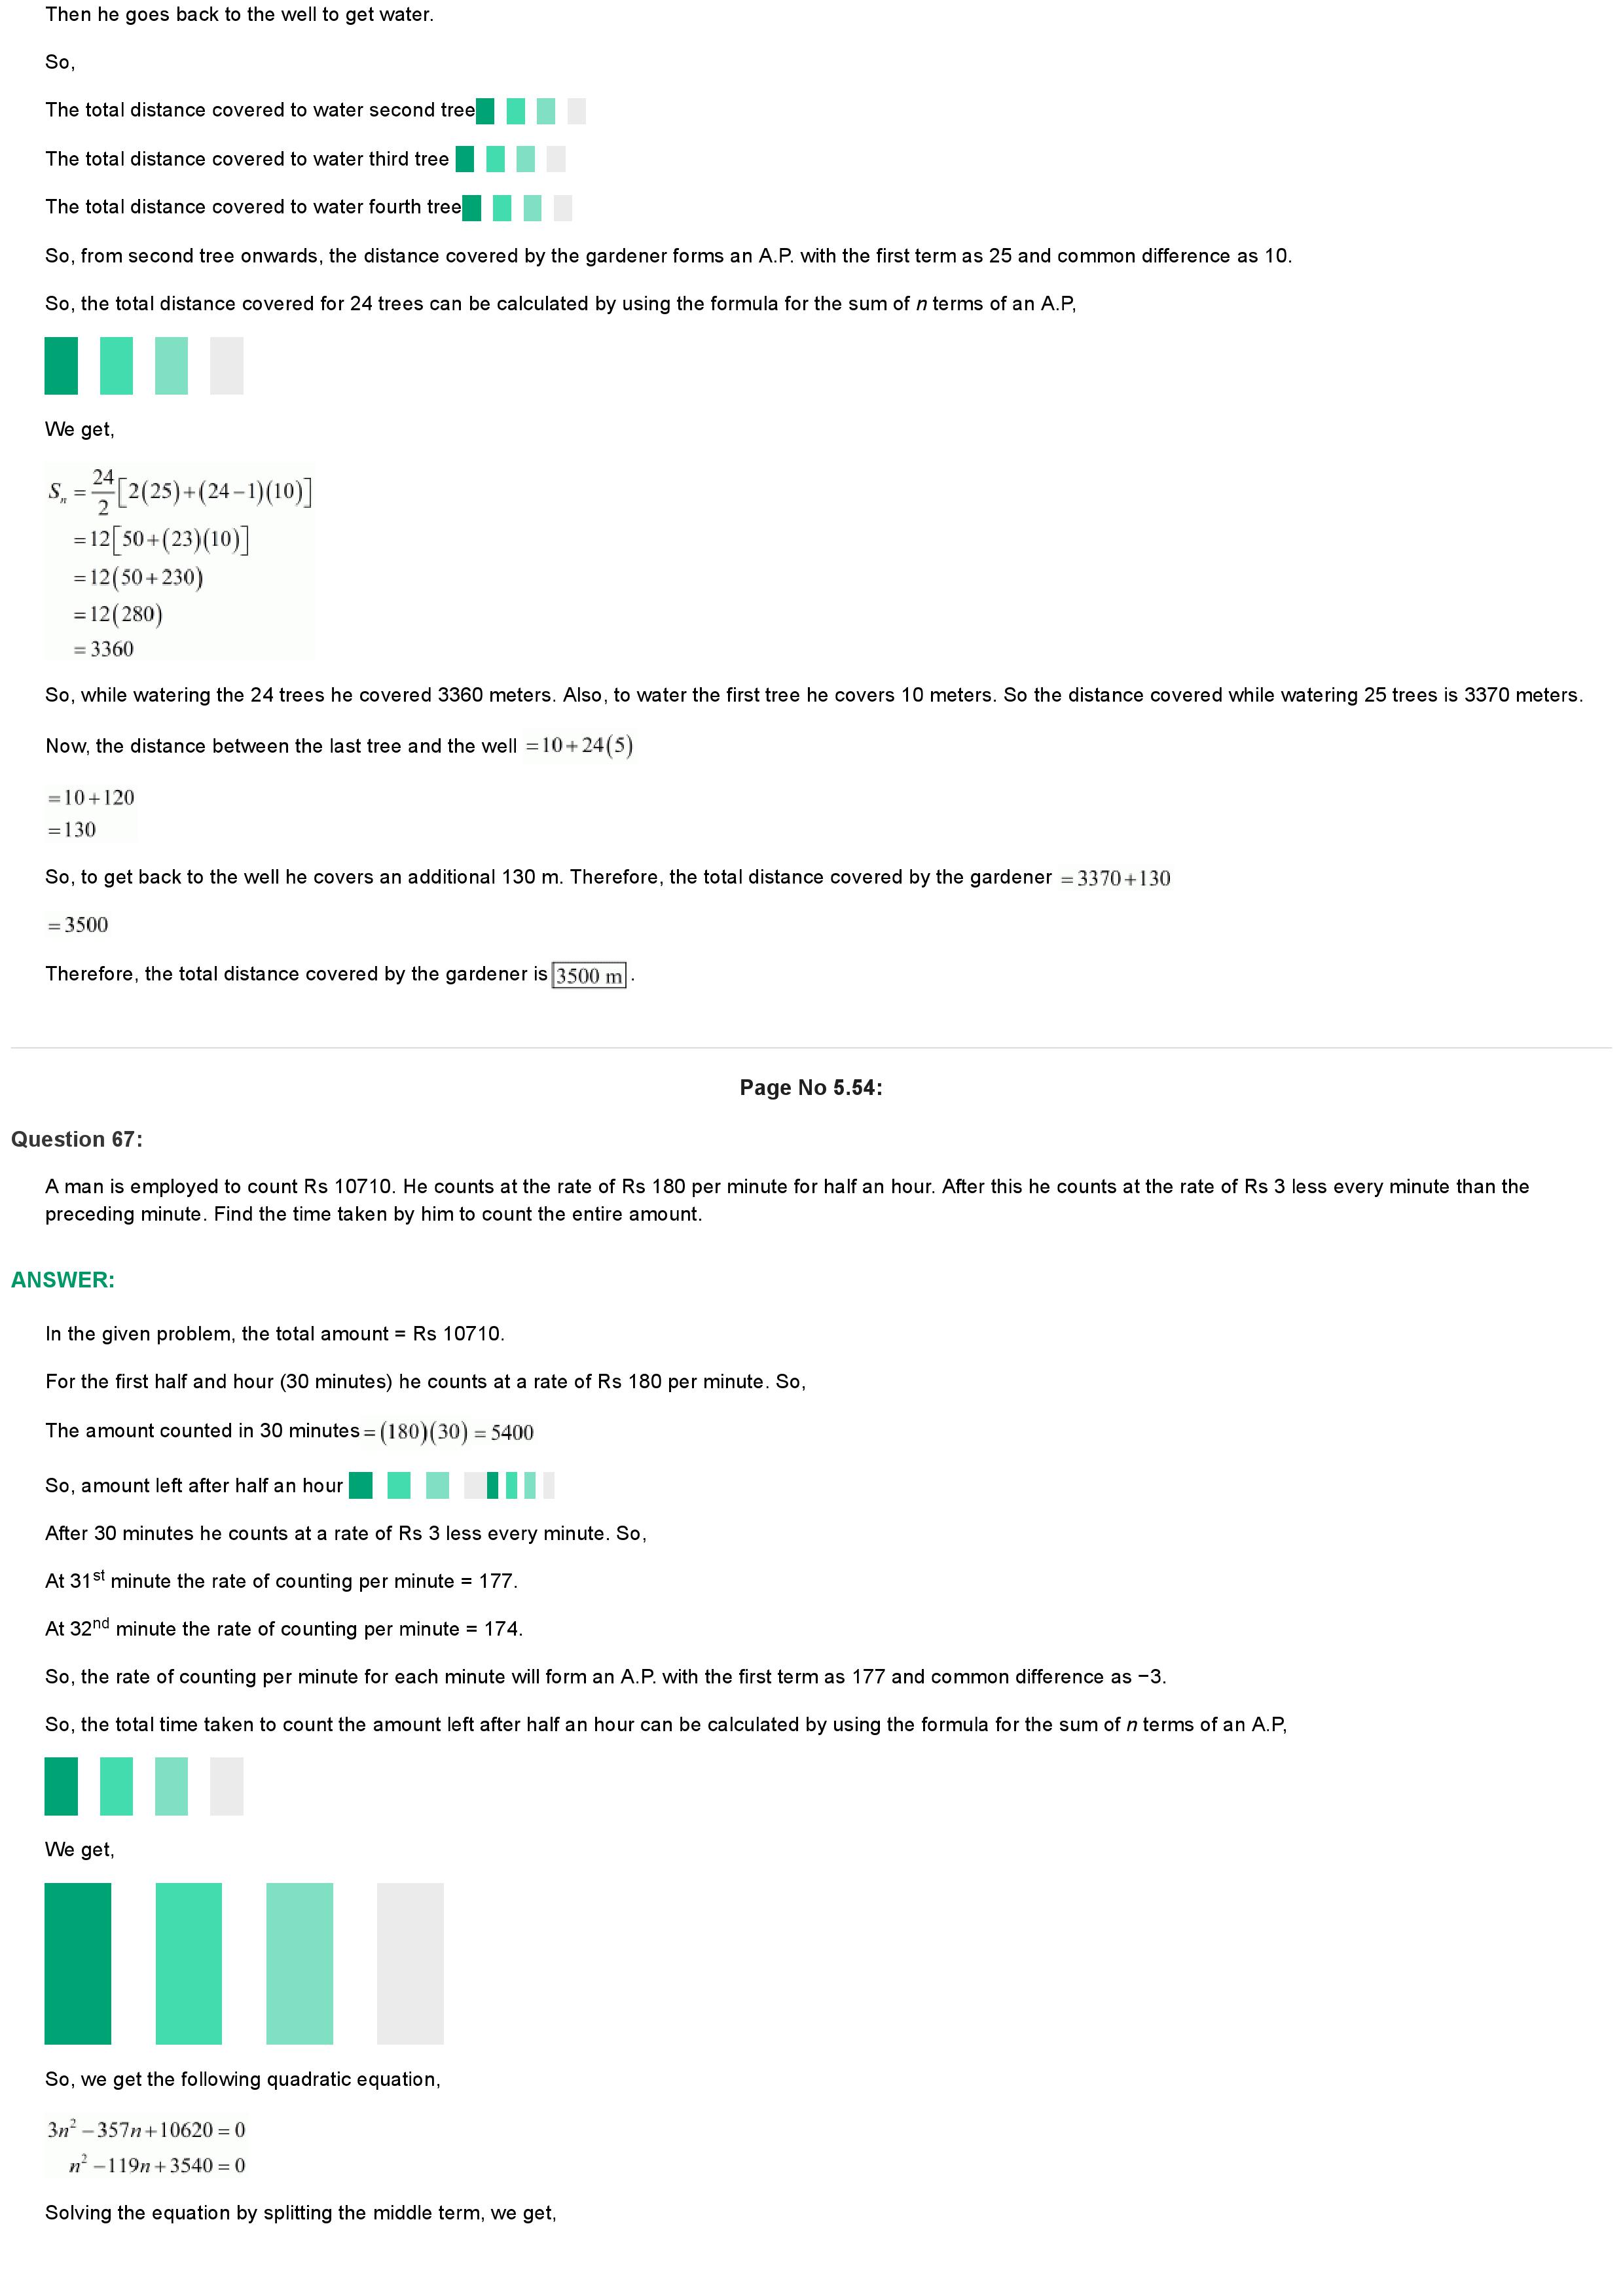 Then he goes back to the well to get water.
So,
The total distance covered to water second tree
The total distance covered to water third tree
The total distance covered to water fourth tree
So, from second tree onwards, the distance covered by the gardener forms an A.P. with the first term as 25 and common difference as 10.
So, the total distance covered for 24 trees can be calculated by using the formula for the sum of n terms of an A.P,
We get,
Sₙ = 24/2[2(25)+(24−1)(10)]
=12[50+(23)(10)]
=12(50+230)
=12(280)
=3360
So, while watering the 24 trees he covered 3360 meters. Also, to water the first tree he covers 10 meters. So the distance covered while watering 25 trees is 3370 meters.
Now, the distance between the last tree and the well =10+24(5)
=10+120
=130
So, to get back to the well he covers an additional 130 m. Therefore, the total distance covered by the gardener =3370+130
=3500
Therefore, the total distance covered by the gardener is 3500 m.
Page No 5.54:
Question 67:
A man is employed to count Rs 10710. He counts at the rate of Rs 180 per minute for half an hour. After this he counts at the rate of Rs 3 less every minute than the
preceding minute. Find the time taken by him to count the entire amount.
ANSWER:
In the given problem, the total amount = Rs 10710.
For the first half and hour (30 minutes) he counts at a rate of Rs 180 per minute. So,
The amount counted in 30 minutes = (180)(30) = 5400
So, amount left after half an hour
After 30 minutes he counts at a rate of Rs 3 less every minute. So,
At 31st minute the rate of counting per minute = 177.
At 32nd minute the rate of counting per minute = 174.
So, the rate of counting per minute for each minute will form an A.P. with the first term as 177 and common difference as −3.
So, the total time taken to count the amount left after half an hour can be calculated by using the formula for the sum of n terms of an A.P,
We get,
So, we get the following quadratic equation,
3n²−357n+10620=0
n²−119n+3540=0
Solving the equation by splitting the middle term, we get,